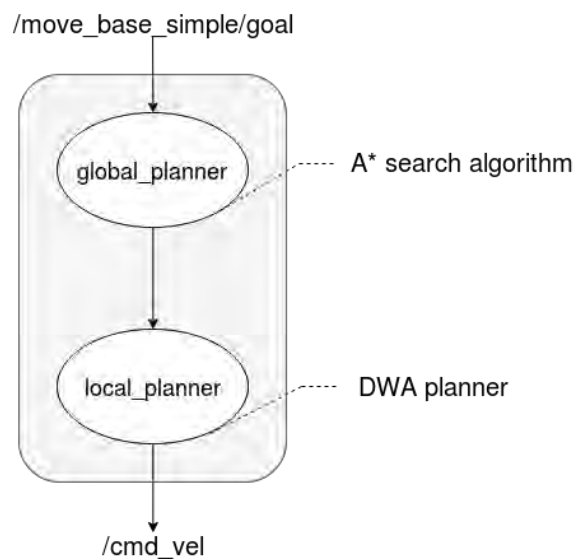 /move_base_simple/goal
global_planner
A* search algorithm
local_planner
DWA planner
/cmd_vel